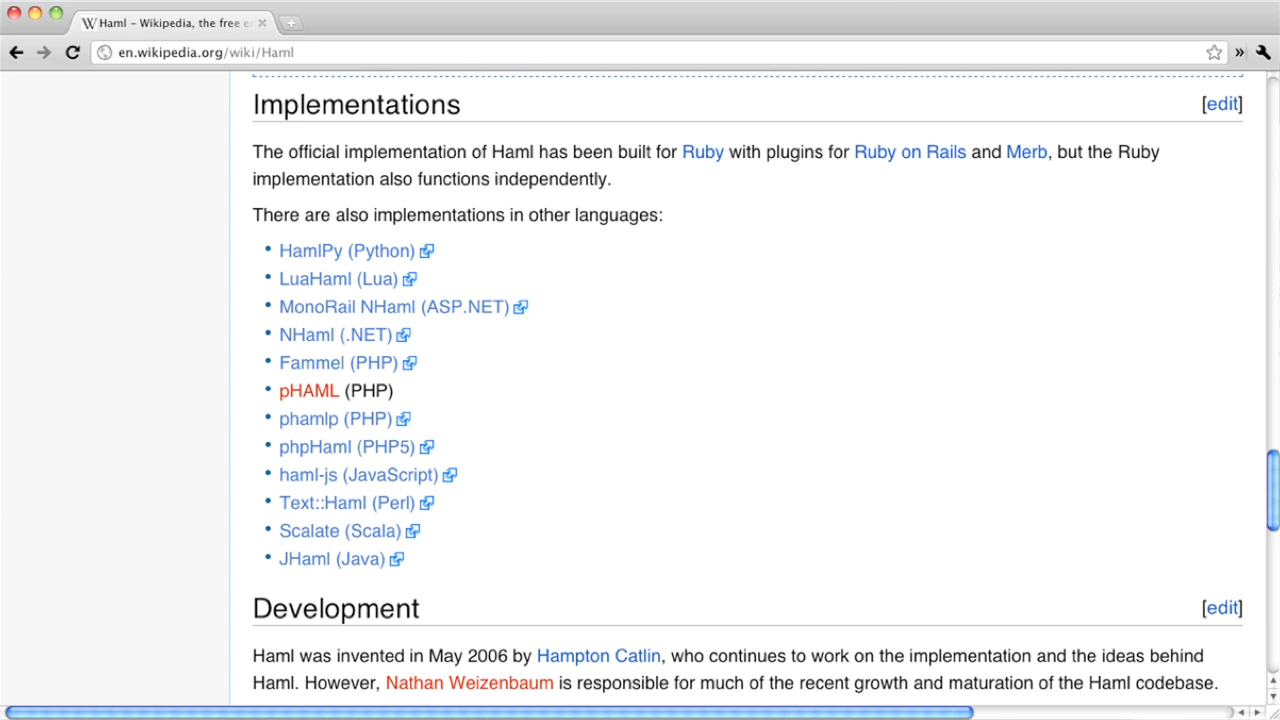 Haml – Wikipedia, the free e
en.wikipedia.org/wiki/Haml
Implementations [edit]
The official implementation of Haml has been built for Ruby with plugins for Ruby on Rails and Merb, but the Ruby
implementation also functions independently.
There are also implementations in other languages:
• HamlPy (Python)
• LuaHaml (Lua)
• MonoRail NHaml (ASP.NET)
• NHaml (.NET)
• Fammel (PHP)
• pHAML (PHP)
• phamlp (PHP)
• phpHaml (PHP5)
• haml-js (JavaScript)
• Text::Haml (Perl)
• Scalate (Scala)
• JHaml (Java)
Development [edit]
Haml was invented in May 2006 by Hampton Catlin, who continues to work on the implementation and the ideas behind
Haml. However, Nathan Weizenbaum is responsible for much of the recent growth and maturation of the Haml codebase.